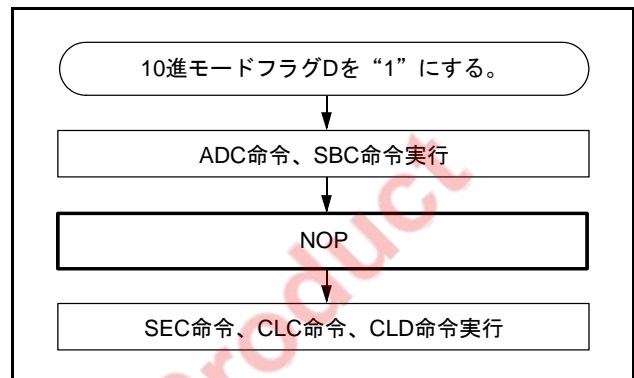 10進モードフラグDを“1”にする。
ADC命令、SBC命令実行
NOP
SEC命令、CLC命令、CLD命令実行
Product